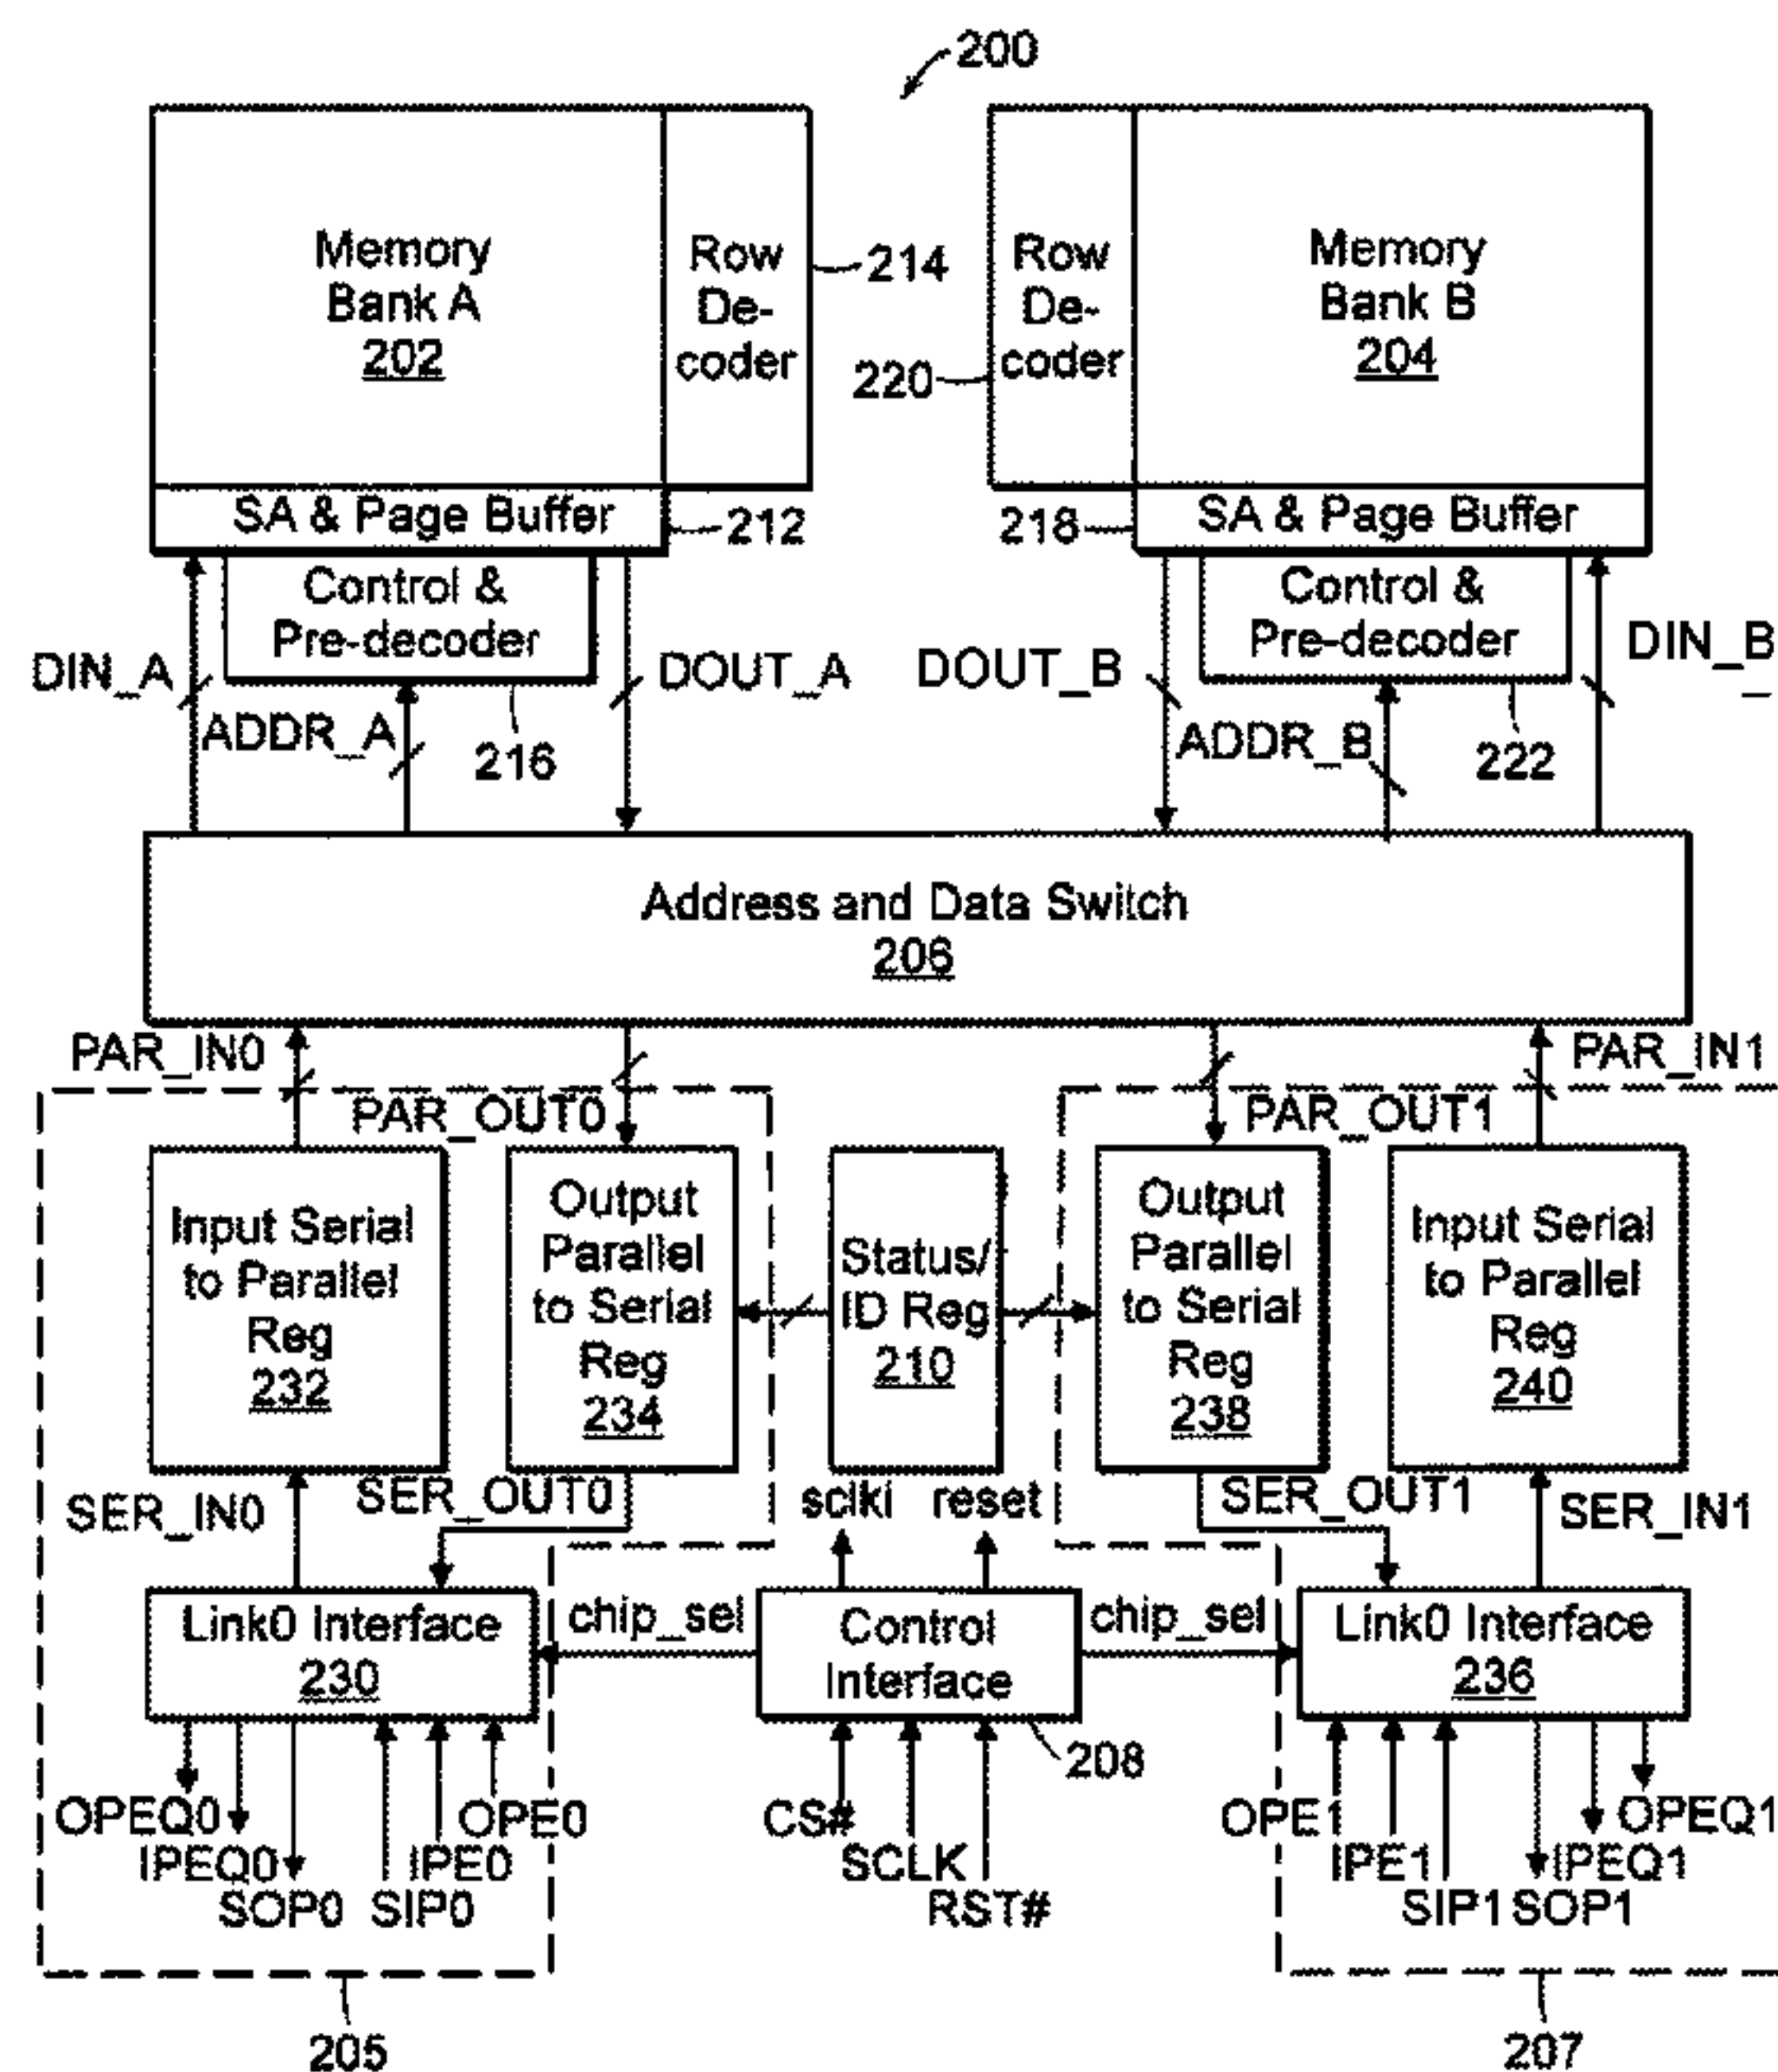 200
Memory
Bank A
202
Row
De-
coder
214
Row
De-
coder
220
Memory
Bank B
204
SA & Page Buffer
212
218
SA & Page Buffer
Control &
Pre-decoder
216
Control &
Pre-decoder
222
DIN_A
ADDR_A
DOUT_A
DOUT_B
ADDR_B
DIN_B
Address and Data Switch
206
PAR_IN0
PAR_OUT0
PAR_OUT1
PAR_IN1
Input Serial
to Parallel
Reg
232
Output
Parallel
to Serial
Reg
234
Status/
ID Reg
210
Output
Parallel
to Serial
Reg
238
Input Serial
to Parallel
Reg
240
SER_IN0
SER_OUT0
sclki
reset
SER_OUT1
SER_IN1
Link0 Interface
230
chip_sel
Control
Interface
208
chip_sel
Link0 Interface
236
OPEQ0
IPEQ0
SOP0
SIP0
IPE0
OPE0
CS#
SCLK
RST#
OPE1
IPE1
SIP1
SOP1
IPEQ1
OPEQ1
205
207